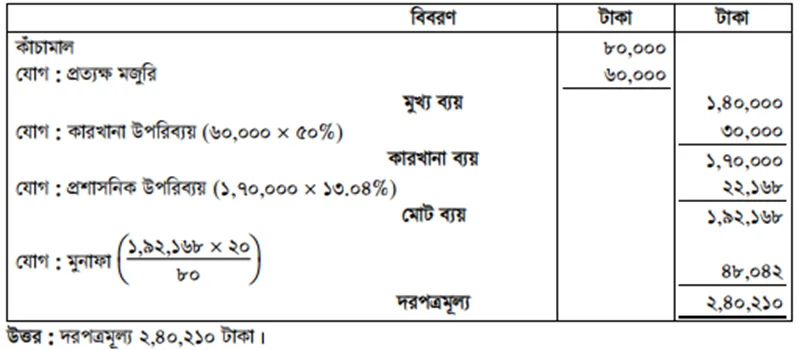 বিবরণ টাকা টাকা
কাঁচামাল ৮০,০০০
যোগ : প্রত্যক্ষ মজুরি ৬০,০০০
মুখ্য ব্যয় ১,৪০,০০০
যোগ : কারখানা উপরিব্যয় (৬০,০০০ × ৫০%) ৩০,০০০
কারখানা ব্যয় ১,৭০,০০০
যোগ : প্রশাসনিক উপরিব্যয় (১,৭০,০০০ × ১৩.০৪%) ২২,১৬৮
মোট ব্যয় ১,৯২,১৬৮
যোগ : মুনাফা (১,৯২,১৬৮ × ২০ / ৮০) ৪৮,০৪২
দরপত্রমূল্য ২,৪০,২১০
উত্তর : দরপত্রমূল্য ২,৪০,২১০ টাকা।